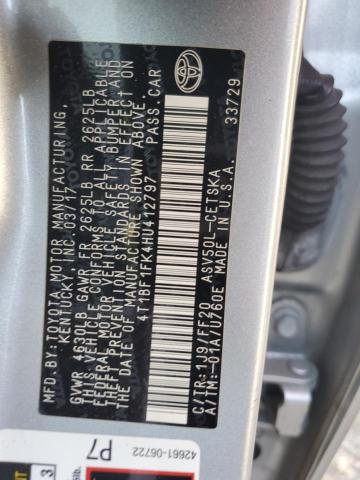 MFD.BY:TOYOTA MOTOR MANUFACTURING,
KENTUCKY, INC. 03/17
GVWR 4630LB GAWR FR 2625LB RR 2625LB
THIS VEHICLE CONFORMS TO ALL APPLICABLE
FEDERAL MOTOR VEHICLE SAFETY, BUMPER, AND
THEFT PREVENTION STANDARDS IN EFFECT ON
THE DATE OF MANUFACTURE SHOWN ABOVE.
4T1BF1FK4HU412797 PASS.CAR
C/TR:1J9/FF20 ASV50L-CETSKA
A/TM:-01A/U760E MADE IN U.S.A.
33729
TOYOTA
42661-06722
P7
3